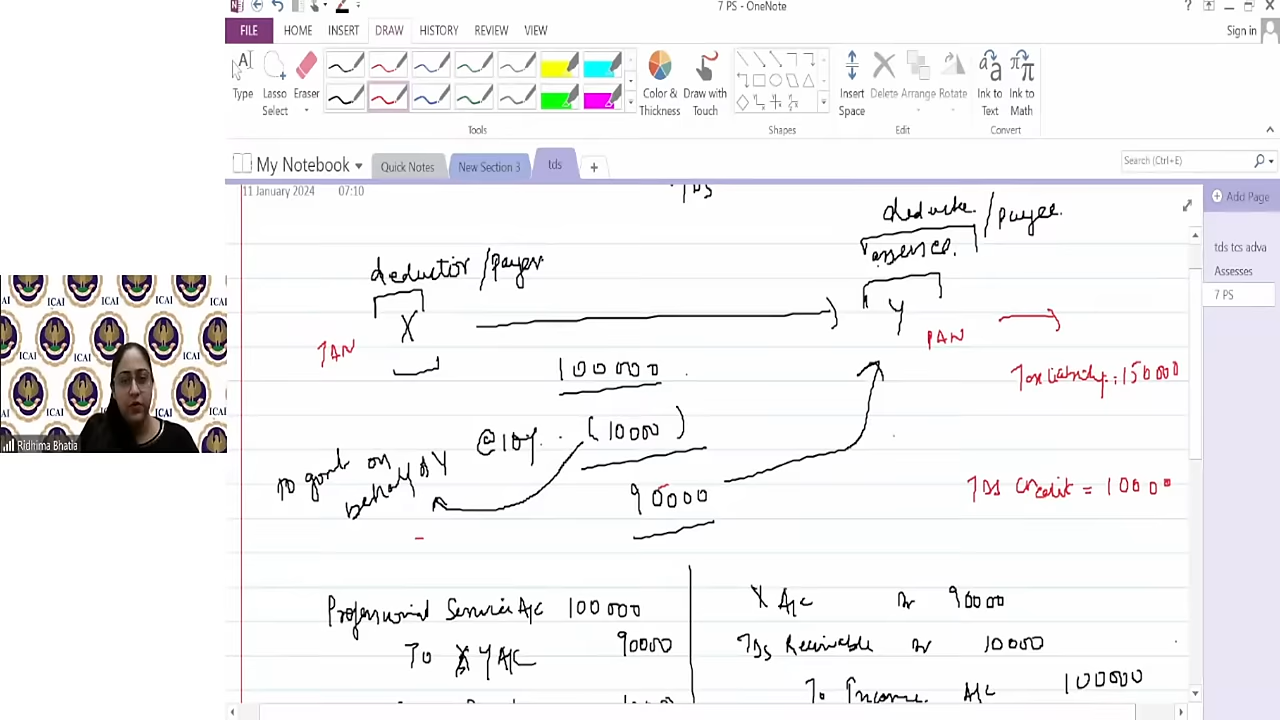 7 PS - OneNote
Sign in
FILE HOME INSERT DRAW HISTORY REVIEW VIEW
Type
Lasso Select
Eraser
Color & Thickness
Draw with Touch
Insert Space
Delete
Arrange
Rotate
Ink to Text
Ink to Math
Tools
Shapes
Edit
Convert
My Notebook
Quick Notes
New Section 3
tds
Search (Ctrl+E)
11 January 2024 07:10
Add Page
tds tcs adva
Assesses
7 PS
TDS
deductor /payer
deductee /payee
assessee.
X
Y
TAN
PAN
100000
Tax liability : 150000
@10%
(10000)
to govt on
behalf of Y
90000
TDS Credit = 10000
Professional Service A/c 100000
To Y A/C 90000
X A/c Dr 90000
TDS Receivable Dr 10000
To Income A/c 100000
ICAI
Ridhima Bhatia